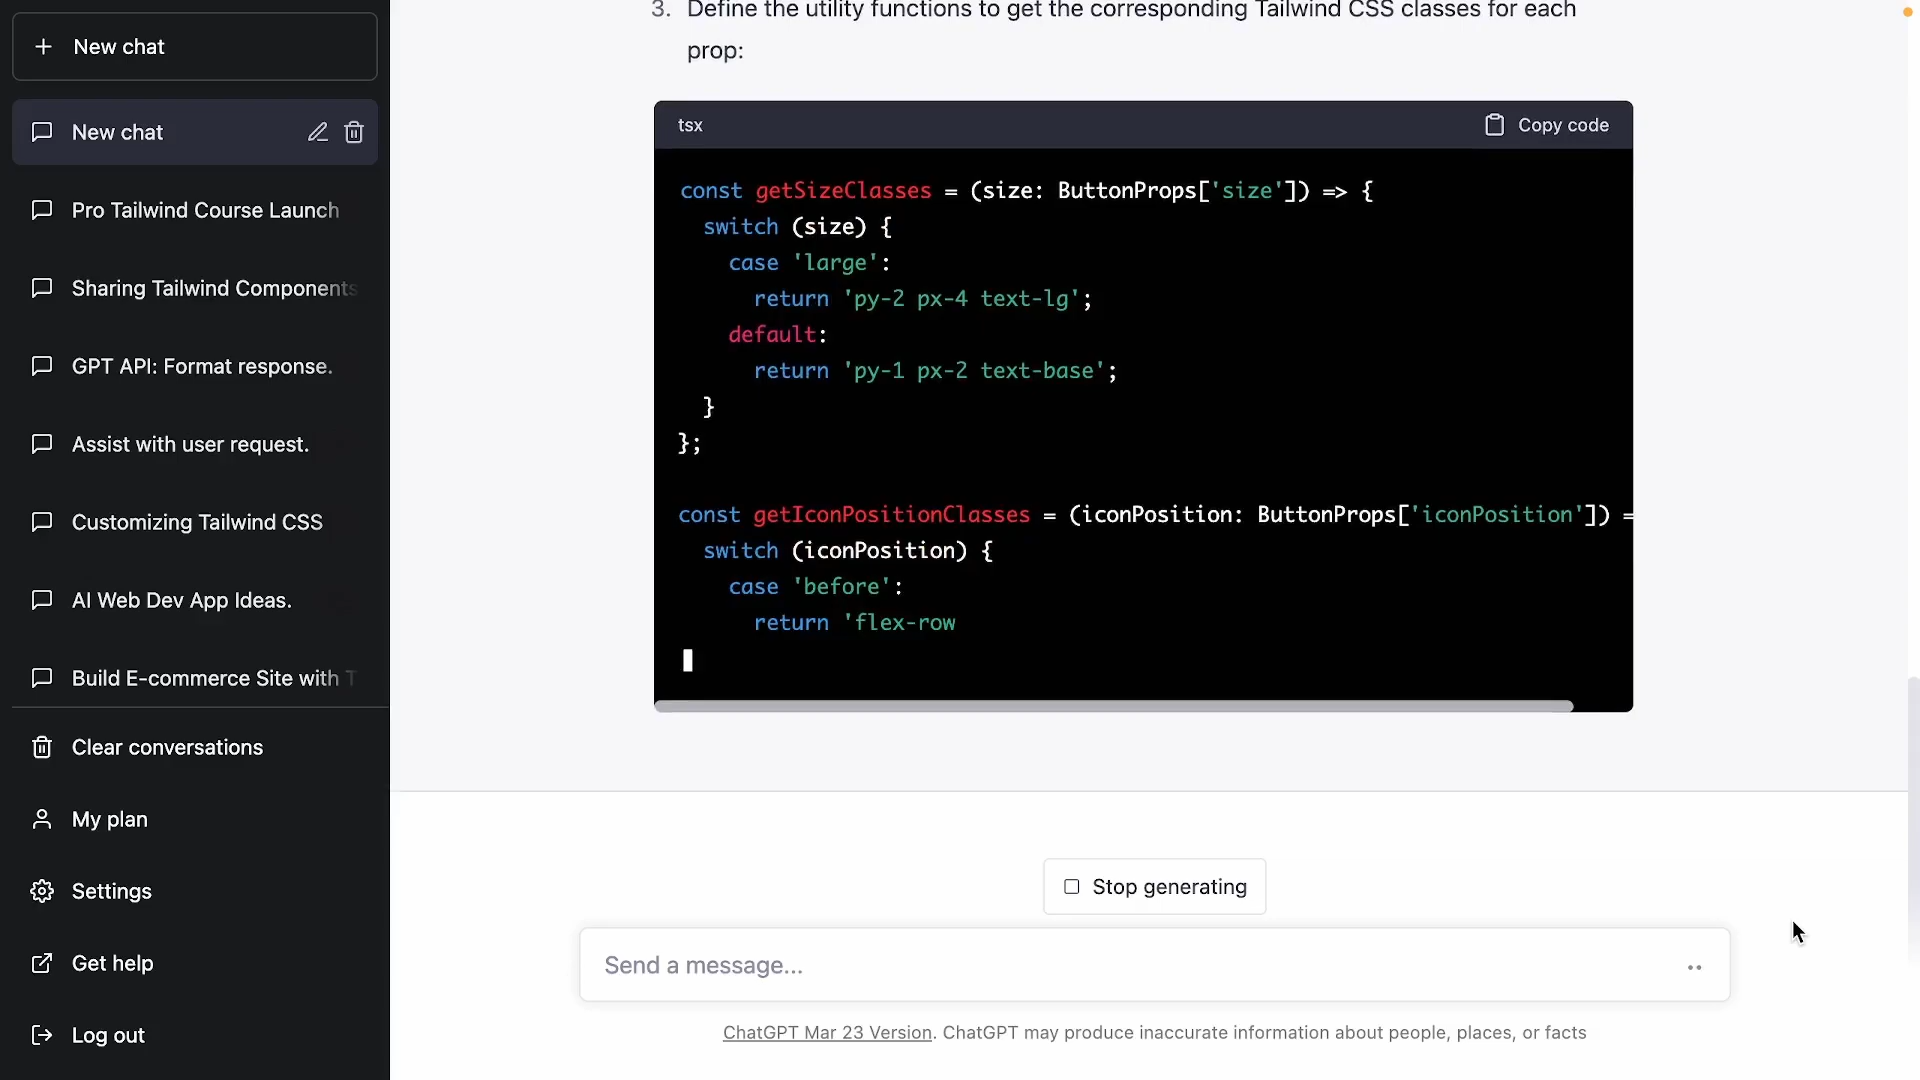 New chat
New chat
Pro Tailwind Course Launch
Sharing Tailwind Components
GPT API: Format response.
Assist with user request.
Customizing Tailwind CSS
AI Web Dev App Ideas.
Build E-commerce Site with T
Clear conversations
My plan
Settings
Get help
Log out
3. Define the utility functions to get the corresponding Tailwind CSS classes for each
prop:
tsx
Copy code
const getSizeClasses = (size: ButtonProps['size']) => {
  switch (size) {
    case 'large':
      return 'py-2 px-4 text-lg';
    default:
      return 'py-1 px-2 text-base';
  }
};
const getIconPositionClasses = (iconPosition: ButtonProps['iconPosition']) =
  switch (iconPosition) {
    case 'before':
      return 'flex-row
Stop generating
Send a message...
ChatGPT Mar 23 Version. ChatGPT may produce inaccurate information about people, places, or facts